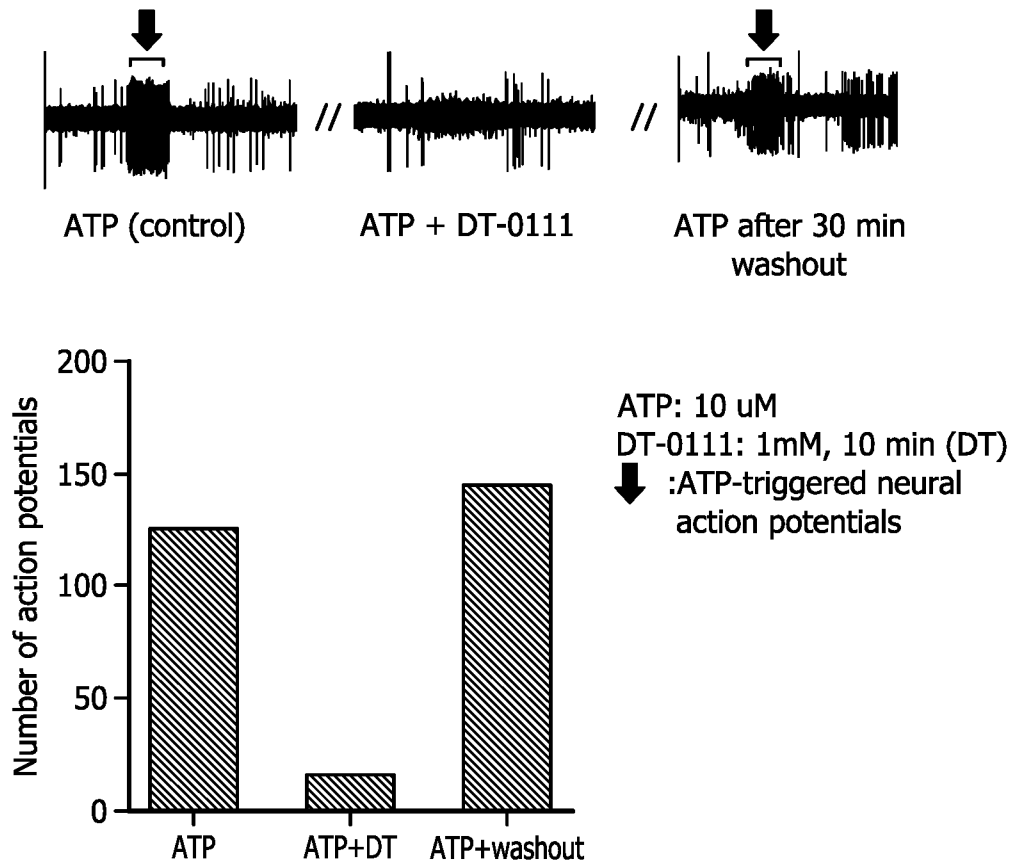 ATP (control)
//
ATP + DT-0111
//
ATP after 30 min
washout
200
150
100
50
0
Number of action potentials
ATP
ATP+DT
ATP+washout
ATP: 10 uM
DT-0111: 1mM, 10 min (DT)
:ATP-triggered neural
action potentials